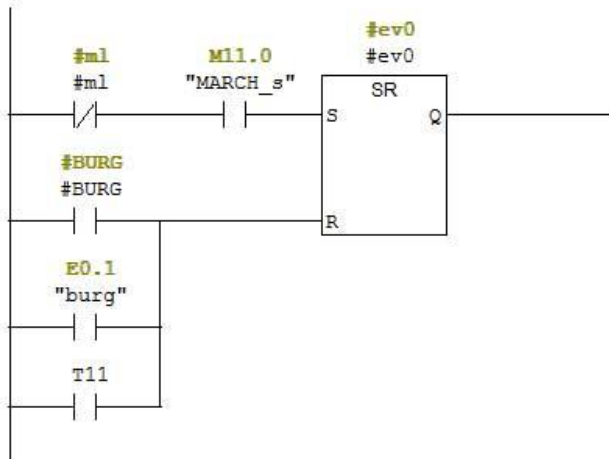 #ev0
#ev0
#ml
#ml
M11.0
"MARCH_s"
SR
S
Q
#BURG
#BURG
R
E0.1
"burg"
T11